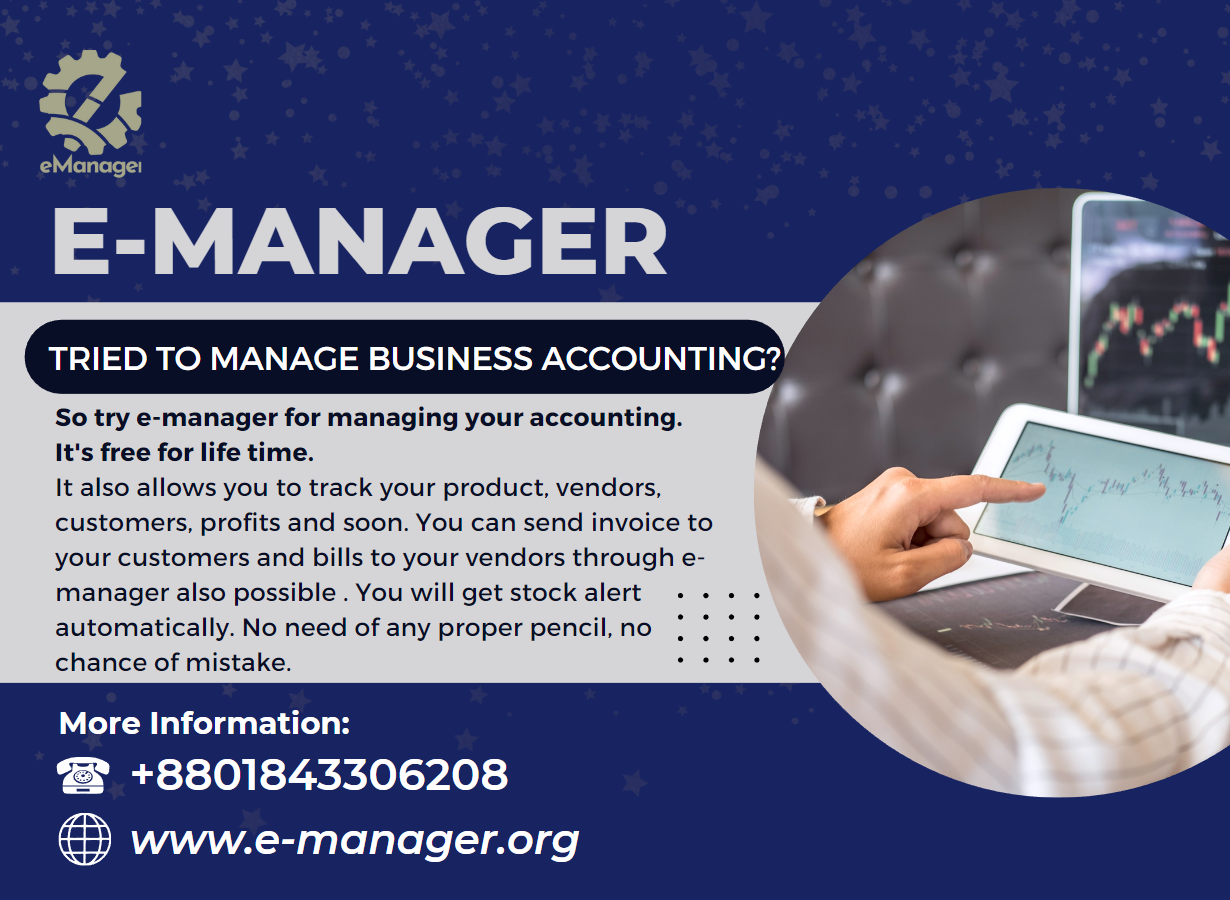 eManager
E-MANAGER
TRIED TO MANAGE BUSINESS ACCOUNTING?
So try e-manager for managing your accounting.
It's free for life time.
It also allows you to track your product, vendors,
customers, profits and soon. You can send invoice to
your customers and bills to your vendors through e-
manager also possible . You will get stock alert
automatically. No need of any proper pencil, no
chance of mistake.
More Information:
+8801843306208
www.e-manager.org